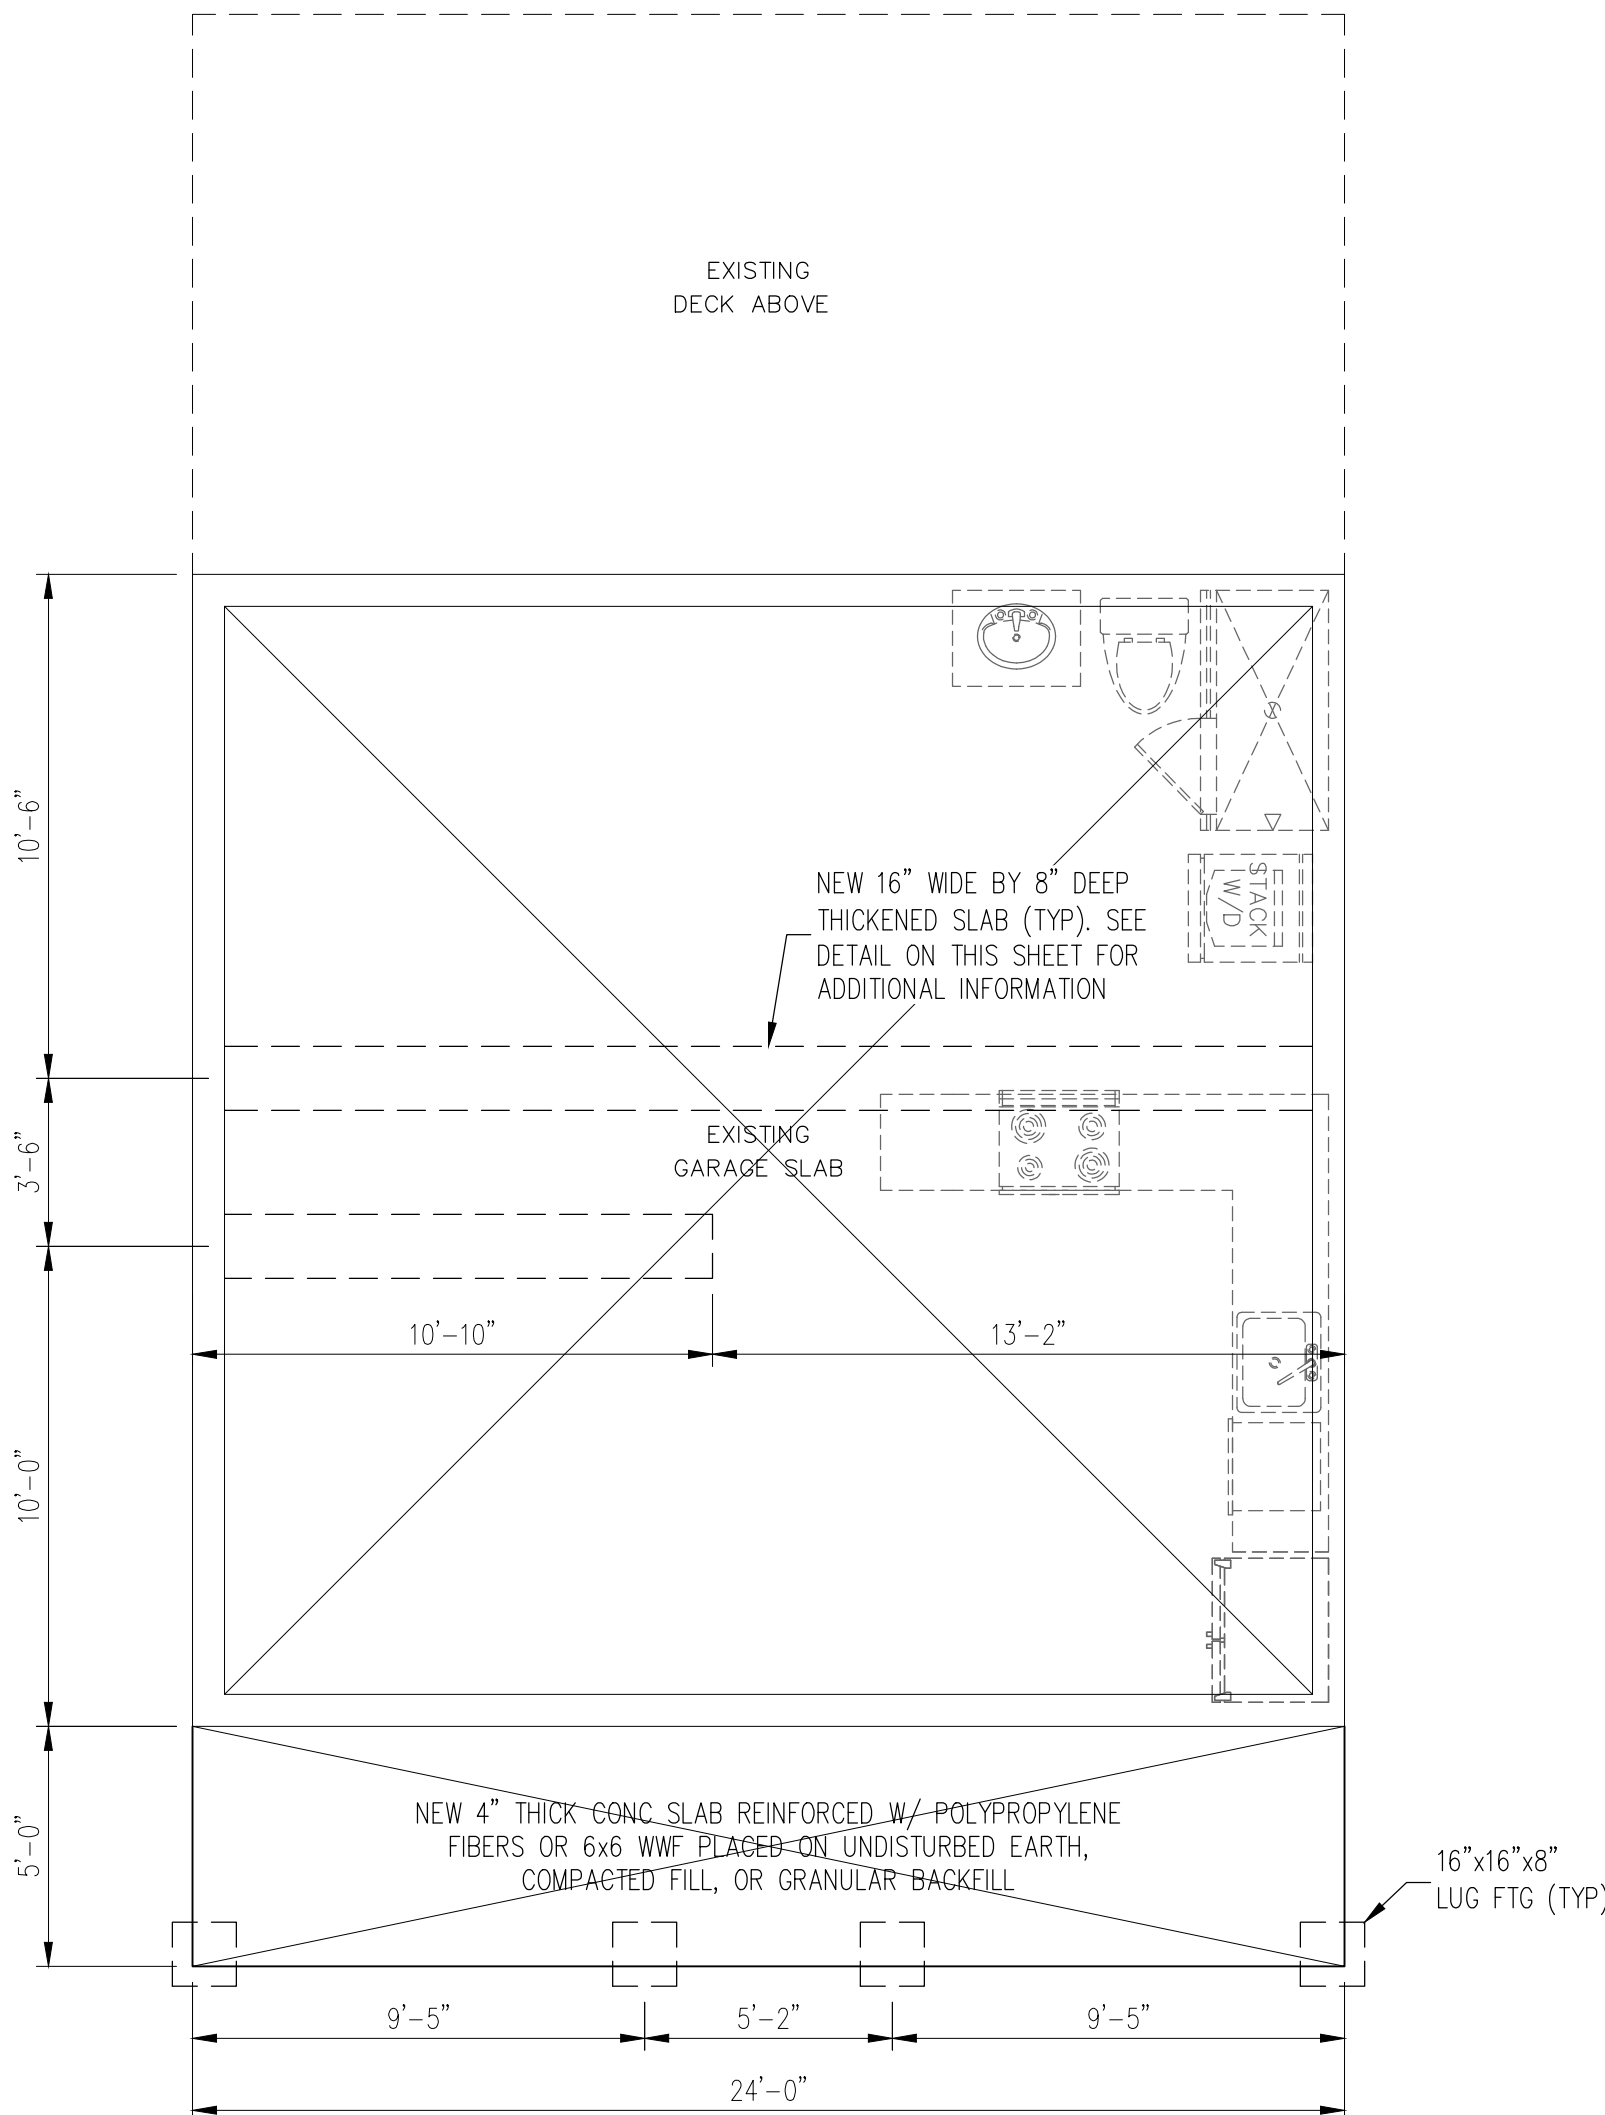 EXISTING
DECK ABOVE
10'-6"
NEW 16" WIDE BY 8" DEEP
THICKENED SLAB (TYP). SEE
DETAIL ON THIS SHEET FOR
ADDITIONAL INFORMATION
STACK
W/D
3'-6"
EXISTING
GARAGE SLAB
10'-10"
13'-2"
10'-0"
5'-0"
NEW 4" THICK CONC SLAB REINFORCED W/ POLYPROPYLENE
FIBERS OR 6x6 WWF PLACED ON UNDISTURBED EARTH,
COMPACTED FILL, OR GRANULAR BACKFILL
16"x16"x8"
LUG FTG (TYP)
9'-5"
5'-2"
9'-5"
24'-0"